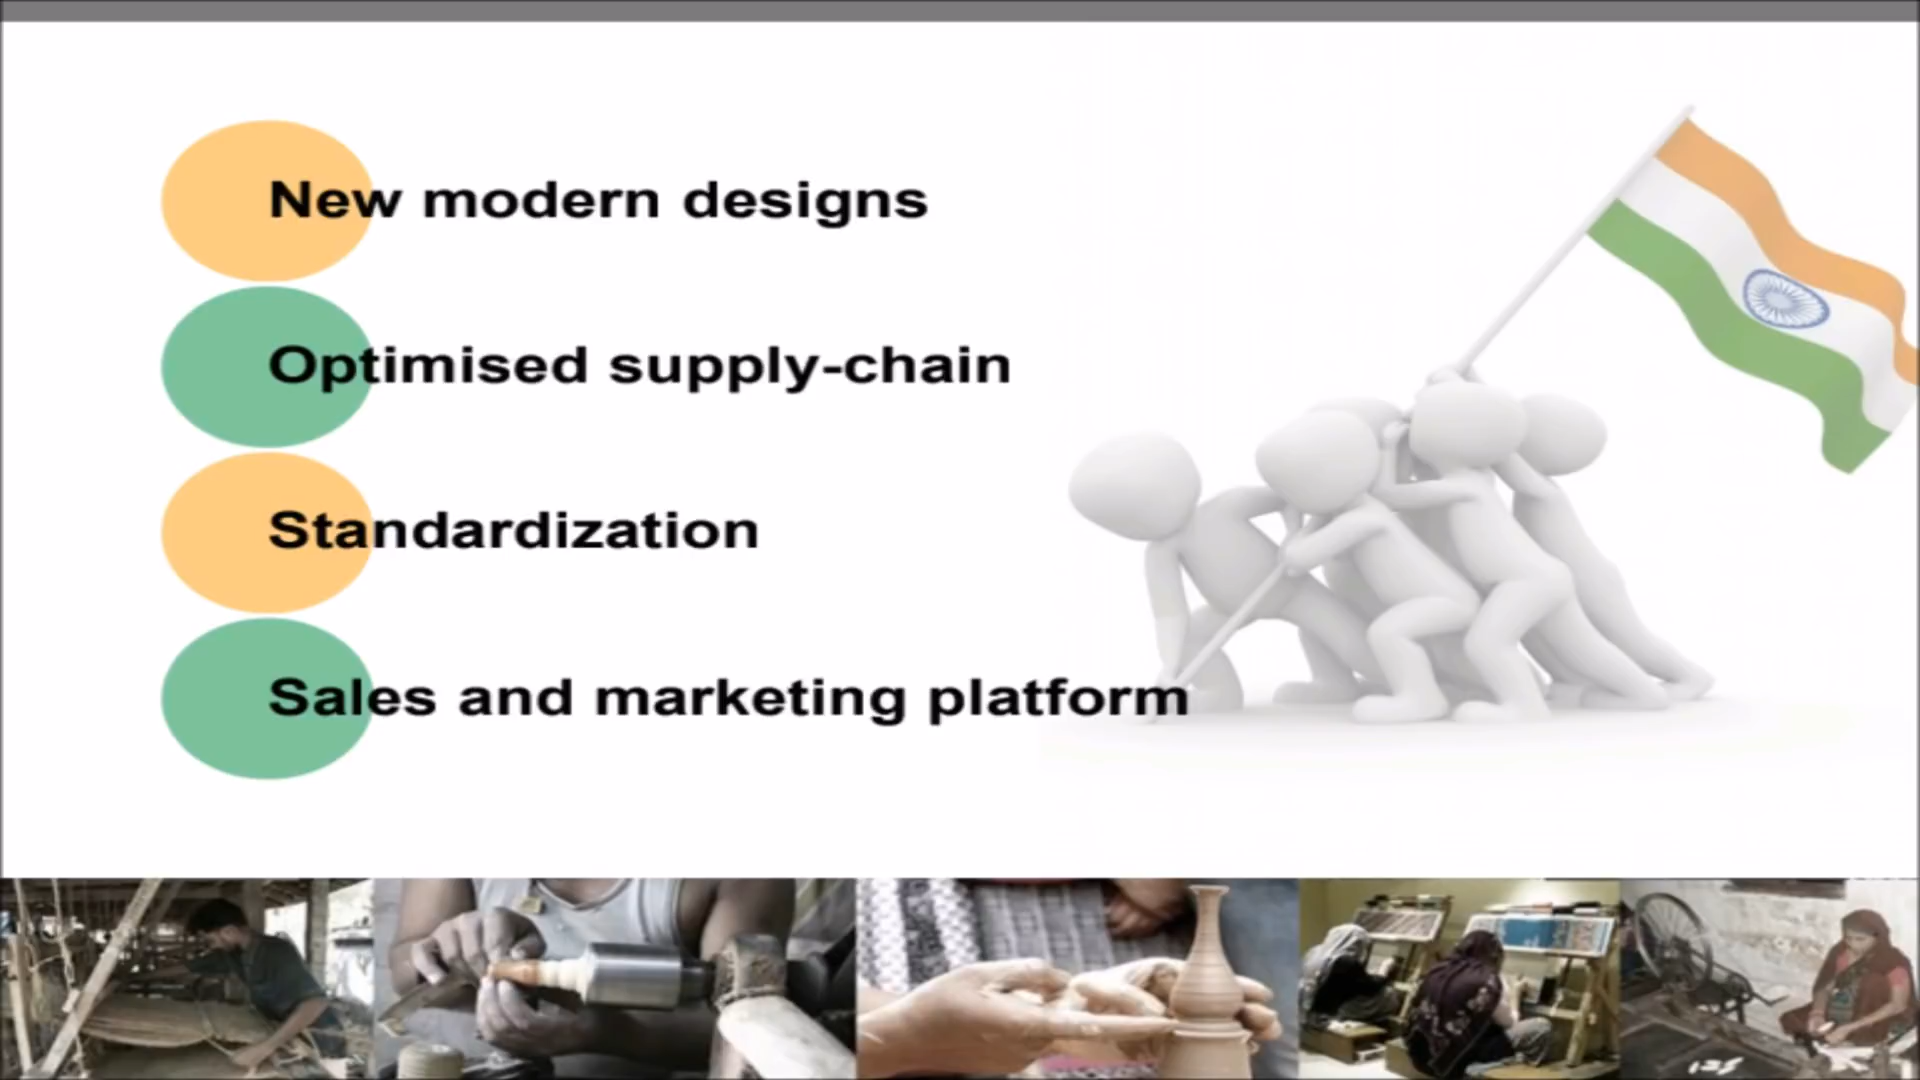 New modern designs
Optimised supply-chain
Standardization
Sales and marketing platform